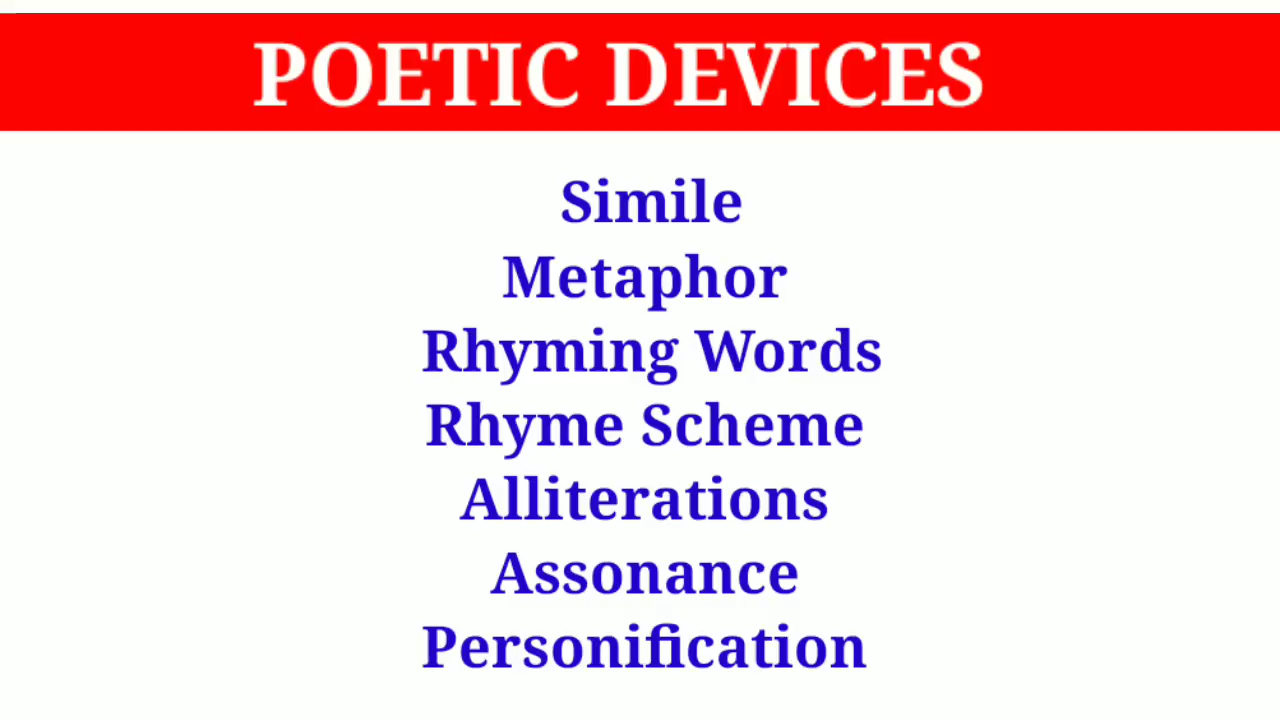 POETIC DEVICES
Simile
Metaphor
Rhyming Words
Rhyme Scheme
Alliterations
Assonance
Personification